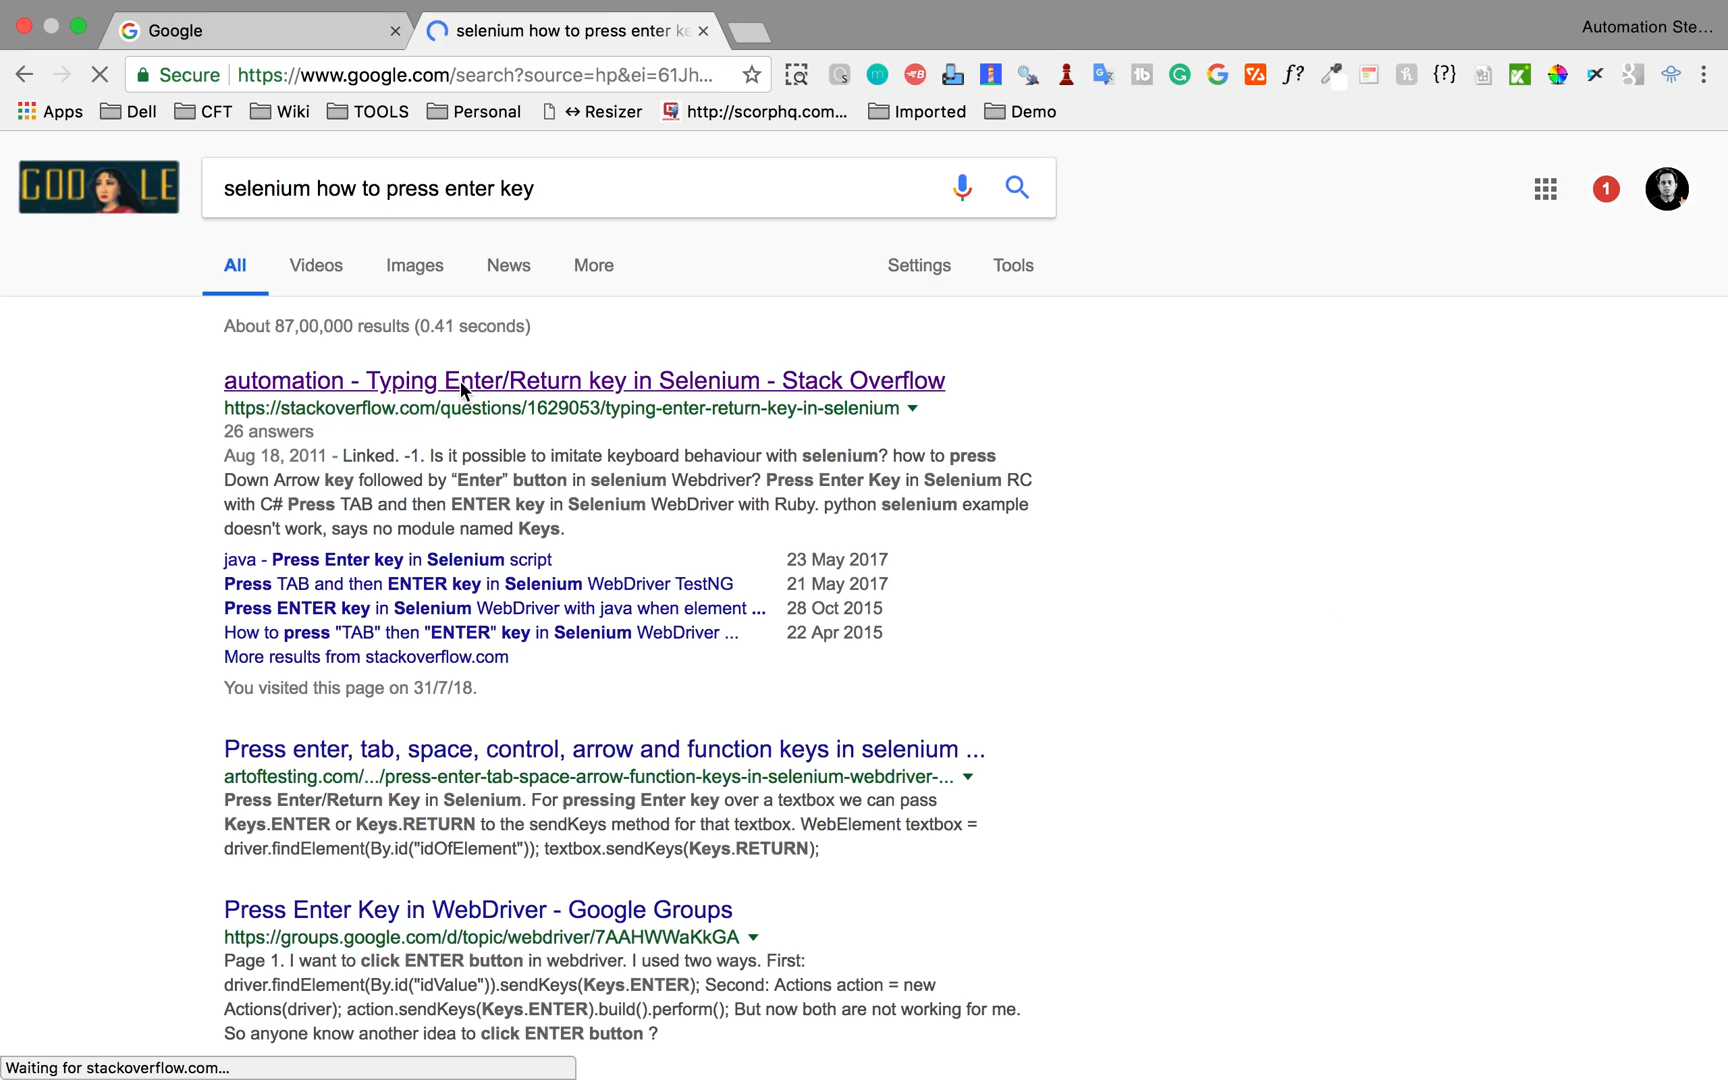 Google
selenium how to press enter ke
Automation Ste...
Secure
https://www.google.com/search?source=hp&ei=61Jh...
Apps
Dell
CFT
Wiki
TOOLS
Personal
↔ Resizer
http://scorphq.com...
Imported
Demo
GOO LE
selenium how to press enter key
1
All
Videos
Images
News
More
Settings
Tools
About 87,00,000 results (0.41 seconds)
automation - Typing Enter/Return key in Selenium - Stack Overflow
https://stackoverflow.com/questions/1629053/typing-enter-return-key-in-selenium
26 answers
Aug 18, 2011 - Linked. -1. Is it possible to imitate keyboard behaviour with selenium? how to press
Down Arrow key followed by “Enter” button in selenium Webdriver? Press Enter Key in Selenium RC
with C# Press TAB and then ENTER key in Selenium WebDriver with Ruby. python selenium example
doesn't work, says no module named Keys.
java - Press Enter key in Selenium script 23 May 2017
Press TAB and then ENTER key in Selenium WebDriver TestNG 21 May 2017
Press ENTER key in Selenium WebDriver with java when element ... 28 Oct 2015
How to press "TAB" then "ENTER" key in Selenium WebDriver ... 22 Apr 2015
More results from stackoverflow.com
You visited this page on 31/7/18.
Press enter, tab, space, control, arrow and function keys in selenium ...
artoftesting.com/.../press-enter-tab-space-arrow-function-keys-in-selenium-webdriver-...
Press Enter/Return Key in Selenium. For pressing Enter key over a textbox we can pass
Keys.ENTER or Keys.RETURN to the sendKeys method for that textbox. WebElement textbox =
driver.findElement(By.id("idOfElement")); textbox.sendKeys(Keys.RETURN);
Press Enter Key in WebDriver - Google Groups
https://groups.google.com/d/topic/webdriver/7AAHWWaKkGA
Page 1. I want to click ENTER button in webdriver. I used two ways. First:
driver.findElement(By.id("idValue")).sendKeys(Keys.ENTER); Second: Actions action = new
Actions(driver); action.sendKeys(Keys.ENTER).build().perform(); But now both are not working for me.
So anyone know another idea to click ENTER button ?
Waiting for stackoverflow.com...